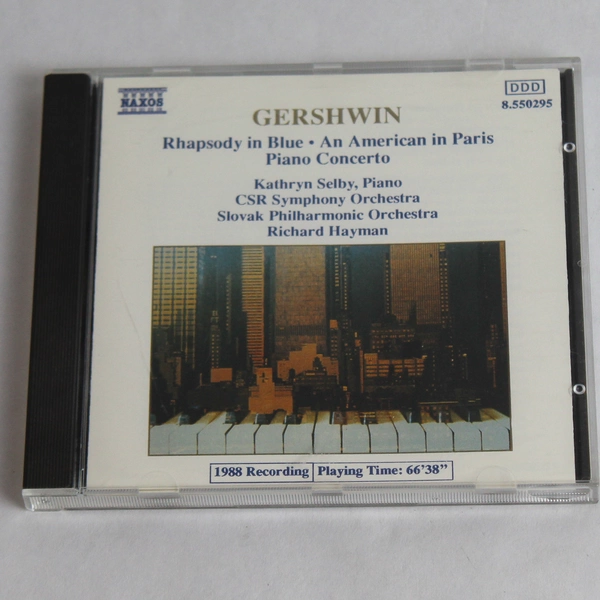 NAXOS
DDD
8.550295
GERSHWIN
Rhapsody in Blue • An American in Paris
Piano Concerto
Kathryn Selby, Piano
CSR Symphony Orchestra
Slovak Philharmonic Orchestra
Richard Hayman
1988 Recording Playing Time: 66'38”